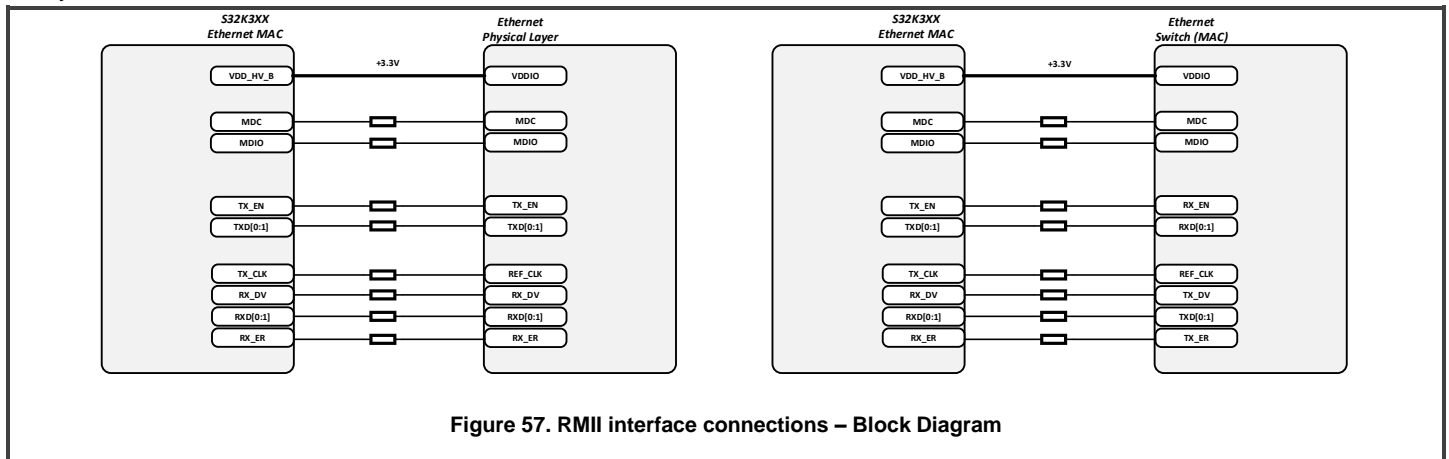 S32K3XX
Ethernet MAC
Ethernet
Physical Layer
VDD_HV_B
+3.3V
VDDIO
MDC
MDC
MDIO
MDIO
TX_EN
TX_EN
TXD[0:1]
TXD[0:1]
TX_CLK
REF_CLK
RX_DV
RX_DV
RXD[0:1]
RXD[0:1]
RX_ER
RX_ER
S32K3XX
Ethernet MAC
Ethernet
Switch (MAC)
VDD_HV_B
+3.3V
VDDIO
MDC
MDC
MDIO
MDIO
TX_EN
RX_EN
TXD[0:1]
RXD[0:1]
TX_CLK
REF_CLK
RX_DV
TX_DV
RXD[0:1]
TXD[0:1]
RX_ER
TX_ER
Figure 57. RMII interface connections – Block Diagram